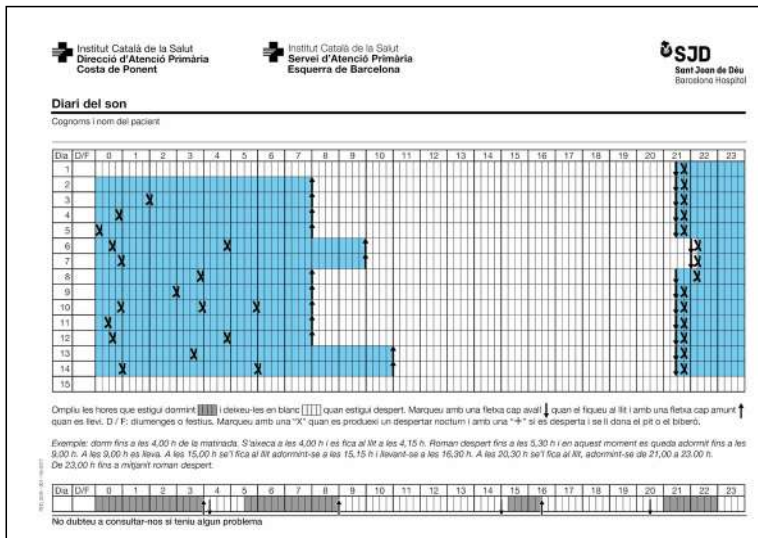 Institut Català de la Salut
Direcció d'Atenció Primària
Costa de Ponent
Institut Català de la Salut
Servei d'Atenció Primària
Esquerra de Barcelona
SJD
Sant Joan de Déu
Barcelona Hospital
Diari del son
Cognoms i nom del pacient
Dia D/F 0 1 2 3 4 5 6 7 8 9 10 11 12 13 14 15 16 17 18 19 20 21 22 23
1 X
2 X
3 X X
4 X X
5 X X
6 X X X
7 X X
8 X X
9 X X
10 X X X X
11 X X
12 X X X
13 X X
14 X X X
15
Ompliu les hores que estigui dormint i deixeu-les en blanc quan estigui despert. Marqueu amb una fletxa cap avall ↓ quan el fiqueu al llit i amb una fletxa cap amunt ↑
quan es llevi. D / F: diumenges o festius. Marqueu amb una "X" quan es produeixi un despertar nocturn i amb una "+" si es desperta i se li dona el pit o el biberó.
Exemple: dorm fins a les 4,00 h de la matinada. S'aixeca a les 4,00 h i es fica al llit a les 4,15 h. Roman despert fins a les 5,30 h i en aquest moment es queda adormit fins a les
9,00 h. A les 9,00 h es lleva. A les 15,00 h se'l fica al llit adormint-se a les 15,15 h i llevant-se a les 16,30 h. A les 20,30 h se'l fica al llit, adormint-se de 21,00 a 23,00 h.
De 23,00 h fins a mitjanit roman despert.
Dia D/F 0 1 2 3 4 5 6 7 8 9 10 11 12 13 14 15 16 17 18 19 20 21 22 23
No dubteu a consultar-nos si teniu algun problema